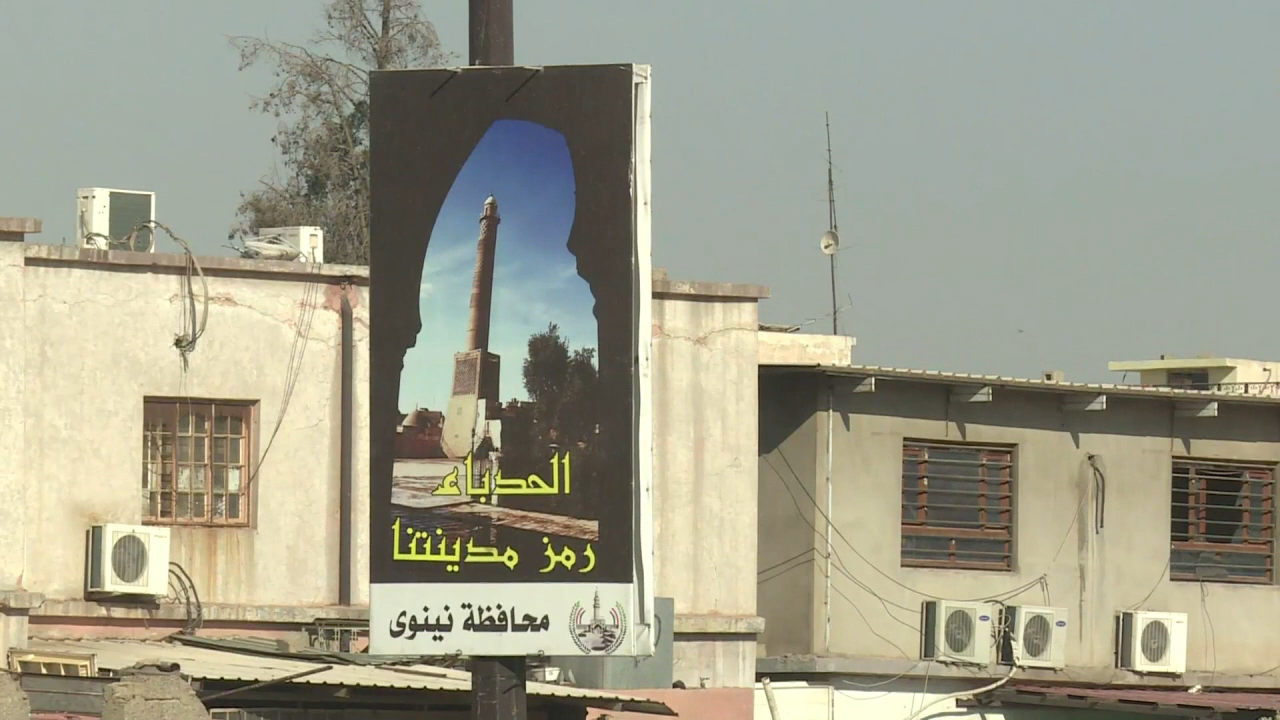 الحدباء
رمز مدينتنا
محافظة نينوى